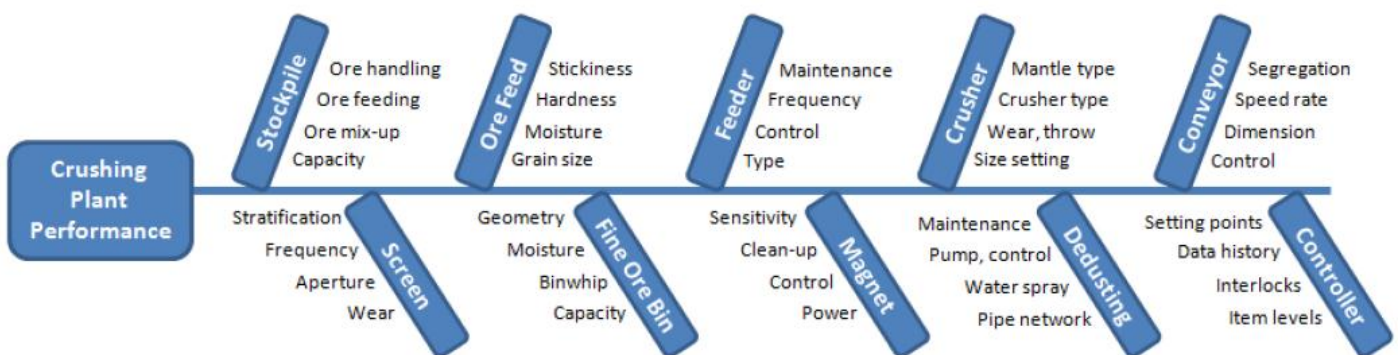 Stockpile
Ore handling
Ore feeding
Ore mix-up
Capacity
Ore Feed
Stickiness
Hardness
Moisture
Grain size
Feeder
Maintenance
Frequency
Control
Type
Crusher
Mantle type
Crusher type
Wear, throw
Size setting
Conveyor
Segregation
Speed rate
Dimension
Control
Crushing
Plant
Performance
Stratification
Frequency
Aperture
Wear
Screen
Geometry
Moisture
Binwhip
Capacity
Fine Ore Bin
Sensitivity
Clean-up
Control
Power
Magnet
Maintenance
Pump, control
Water spray
Pipe network
Dedusting
Setting points
Data history
Interlocks
Item levels
Controller